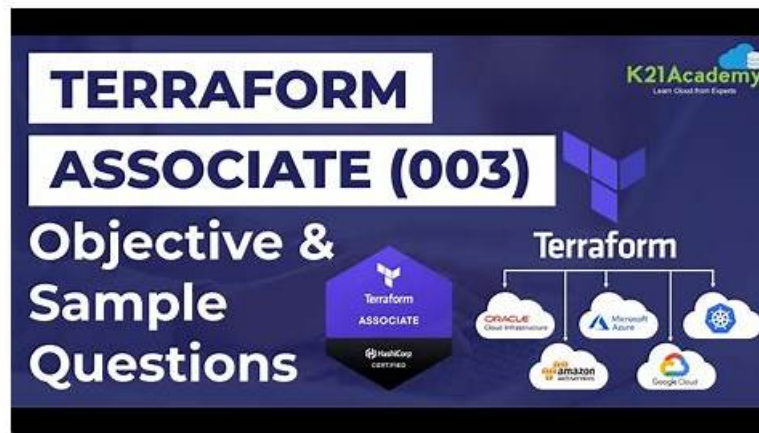 TERRAFORM
ASSOCIATE (003)
Objective &
Sample
Questions
K21Academy
Learn Cloud from Experts
Terraform
Terraform
ASSOCIATE
HashiCorp
CERTIFIED
ORACLE
Cloud Infrastructure
Microsoft
Azure
amazon
webservices
Google Cloud